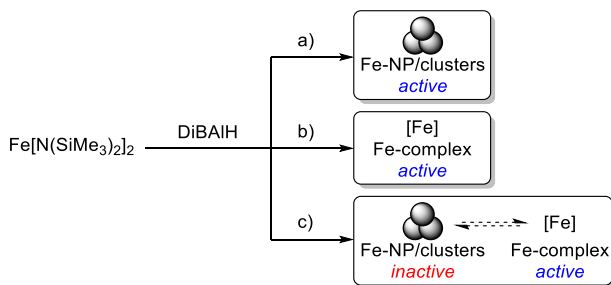 a)
Fe-NP/clusters
active
DiBAlH
Fe[N(SiMe₃)₂]₂
b)
[Fe]
Fe-complex
active
c)
[Fe]
Fe-NP/clusters
Fe-complex
inactive
active